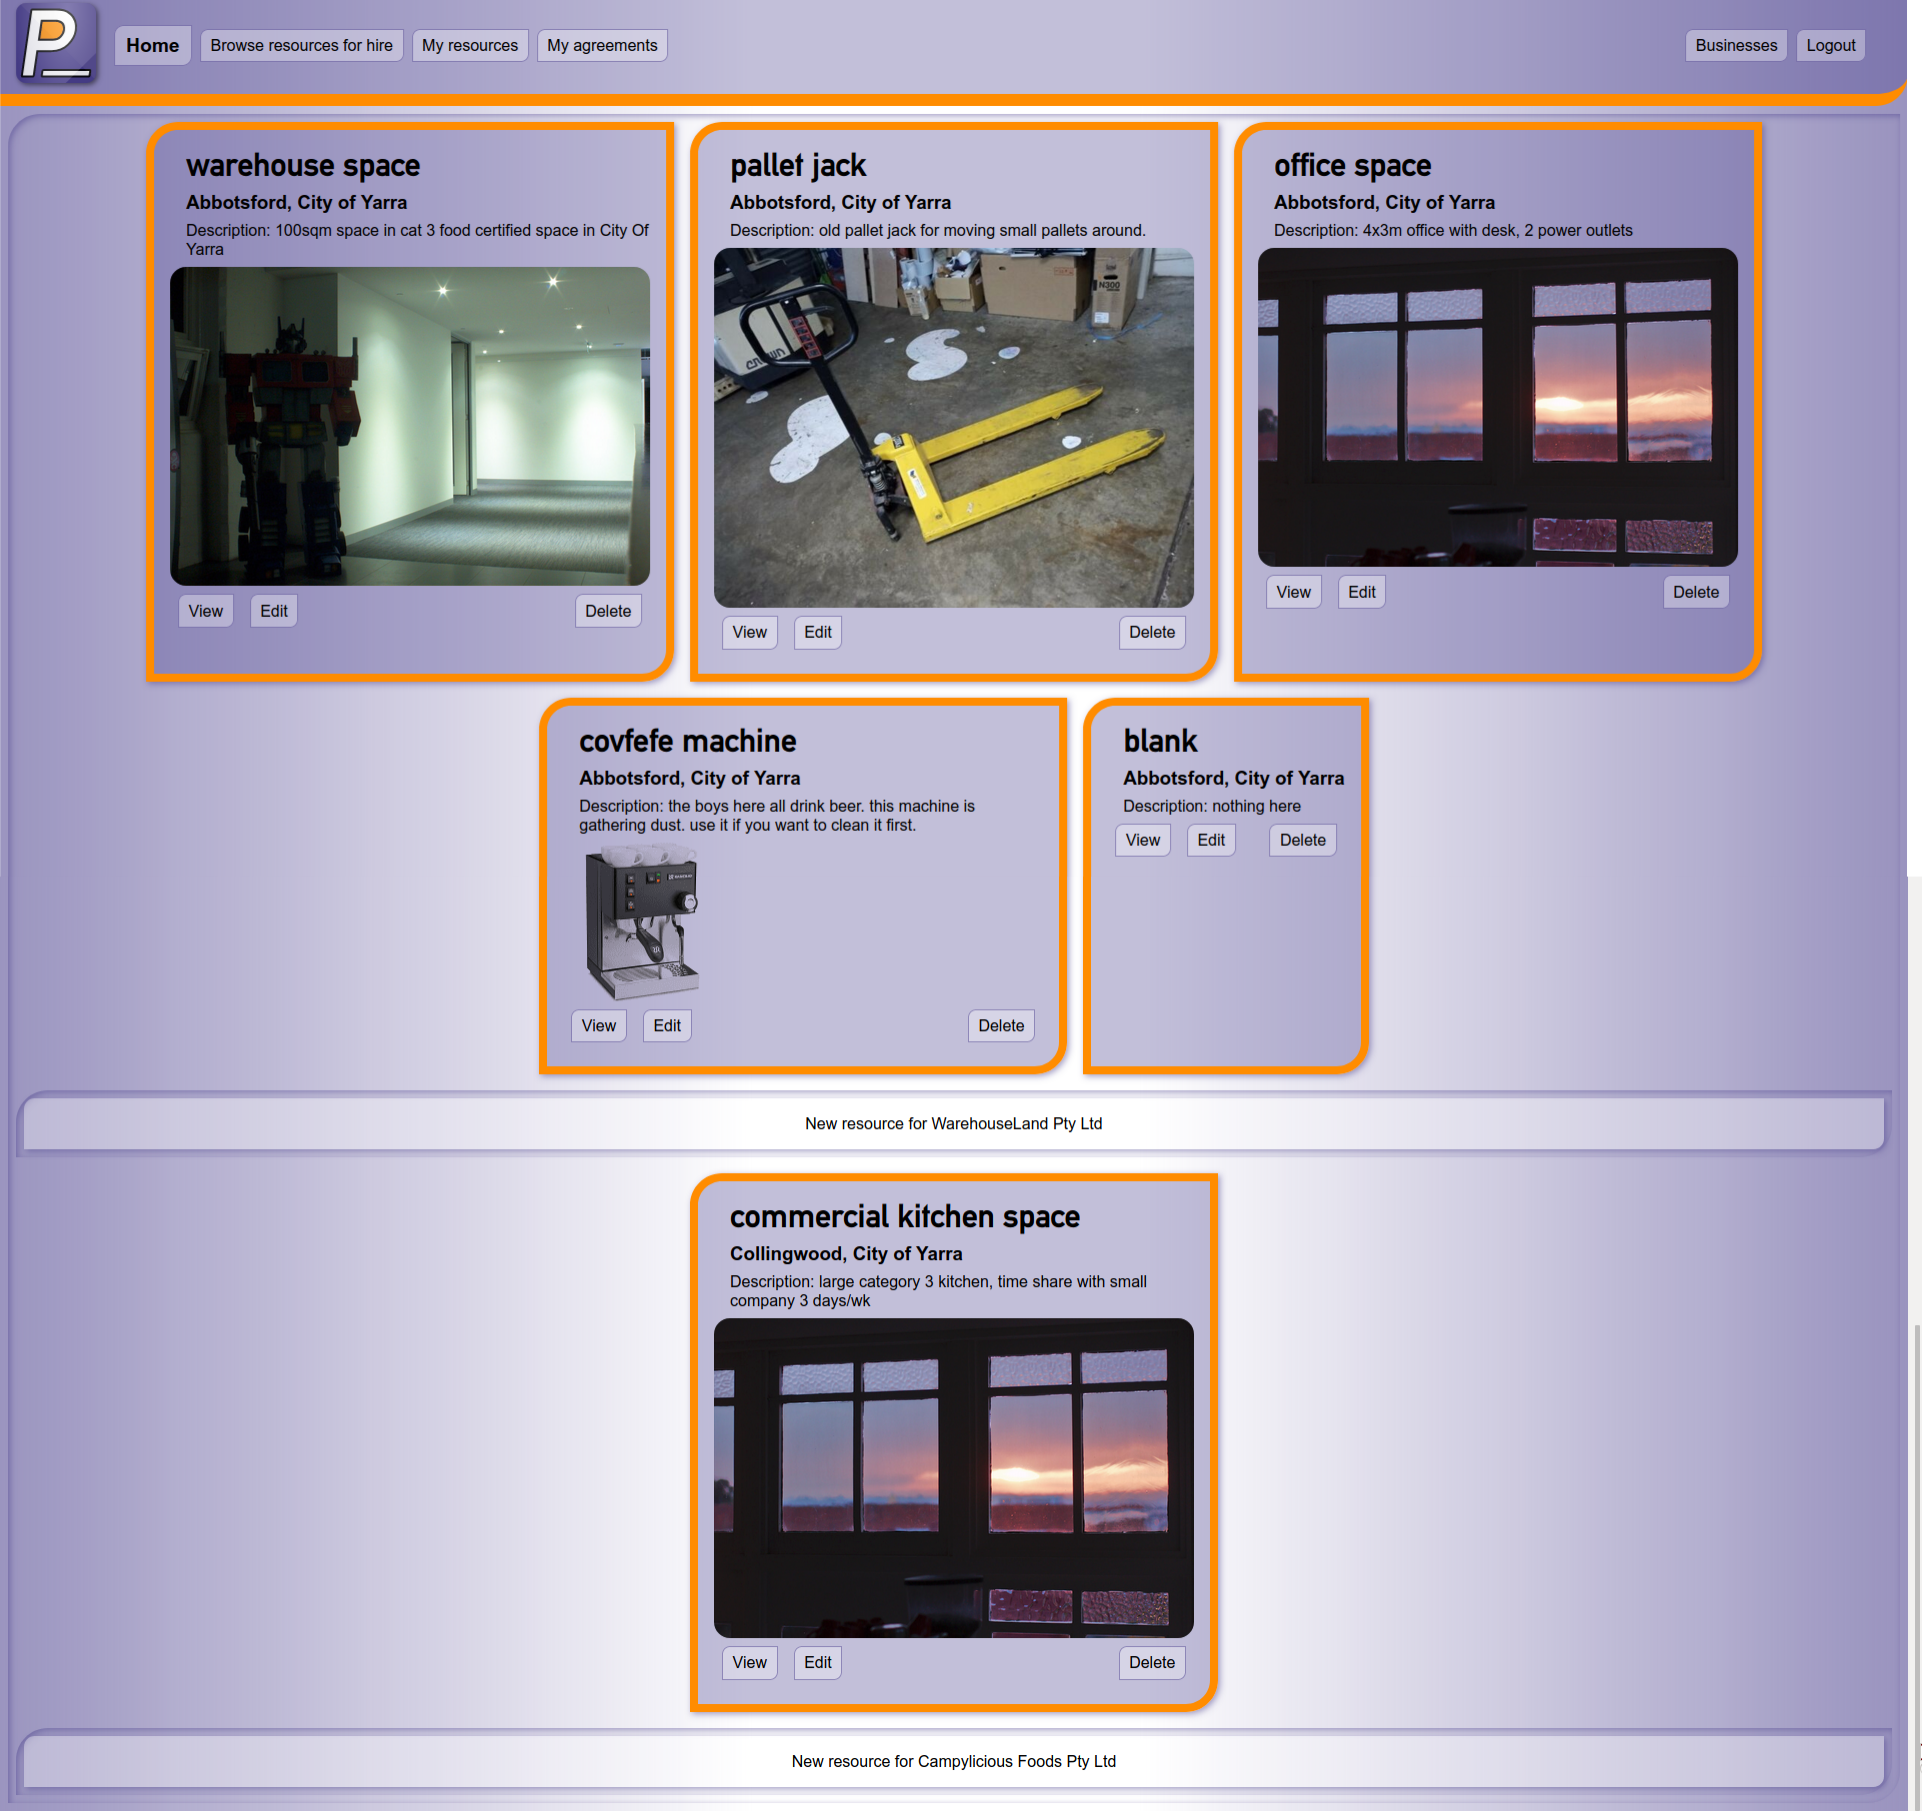 P
Home
Browse resources for hire
My resources
My agreements
Businesses
Logout
warehouse space
Abbotsford, City of Yarra
Description: 100sqm space in cat 3 food certified space in City Of
Yarra
View
Edit
Delete
pallet jack
Abbotsford, City of Yarra
Description: old pallet jack for moving small pallets around.
CROWN
N300
View
Edit
Delete
office space
Abbotsford, City of Yarra
Description: 4x3m office with desk, 2 power outlets
View
Edit
Delete
covfefe machine
Abbotsford, City of Yarra
Description: the boys here all drink beer. this machine is
gathering dust. use it if you want to clean it first.
View
Edit
Delete
blank
Abbotsford, City of Yarra
Description: nothing here
View
Edit
Delete
New resource for WarehouseLand Pty Ltd
commercial kitchen space
Collingwood, City of Yarra
Description: large category 3 kitchen, time share with small
company 3 days/wk
View
Edit
Delete
New resource for Campylicious Foods Pty Ltd